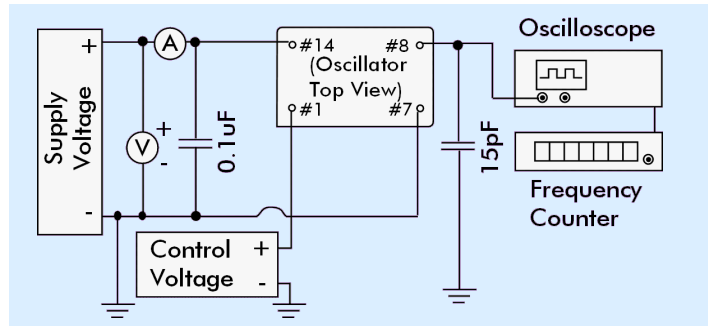 Oscilloscope
Supply
Voltage
+
-
A
V
+
-
0.1uF
#14
#8
(Oscillator
Top View)
#1
#7
15pF
Frequency
Counter
Control
Voltage
+
-